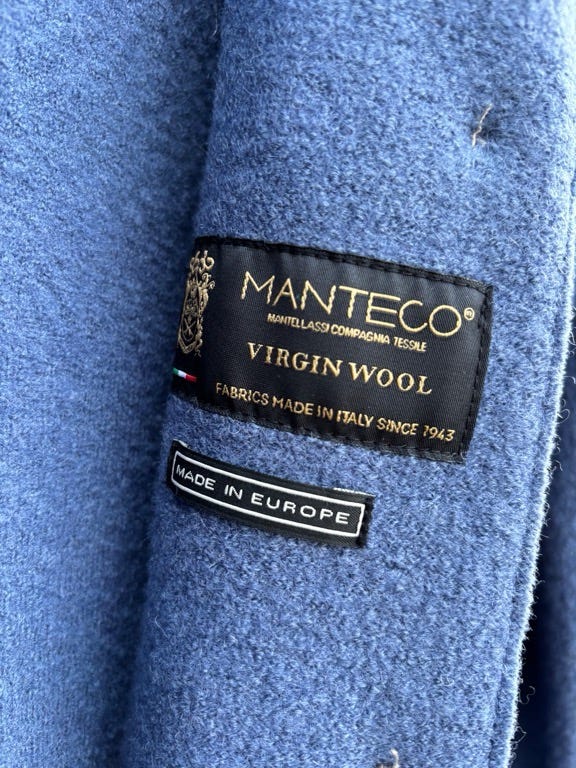 MANTECO®
MANTELLASSI COMPAGNIA TESSILE
VIRGIN WOOL
FABRICS MADE IN ITALY SINCE 1943
MADE IN EUROPE